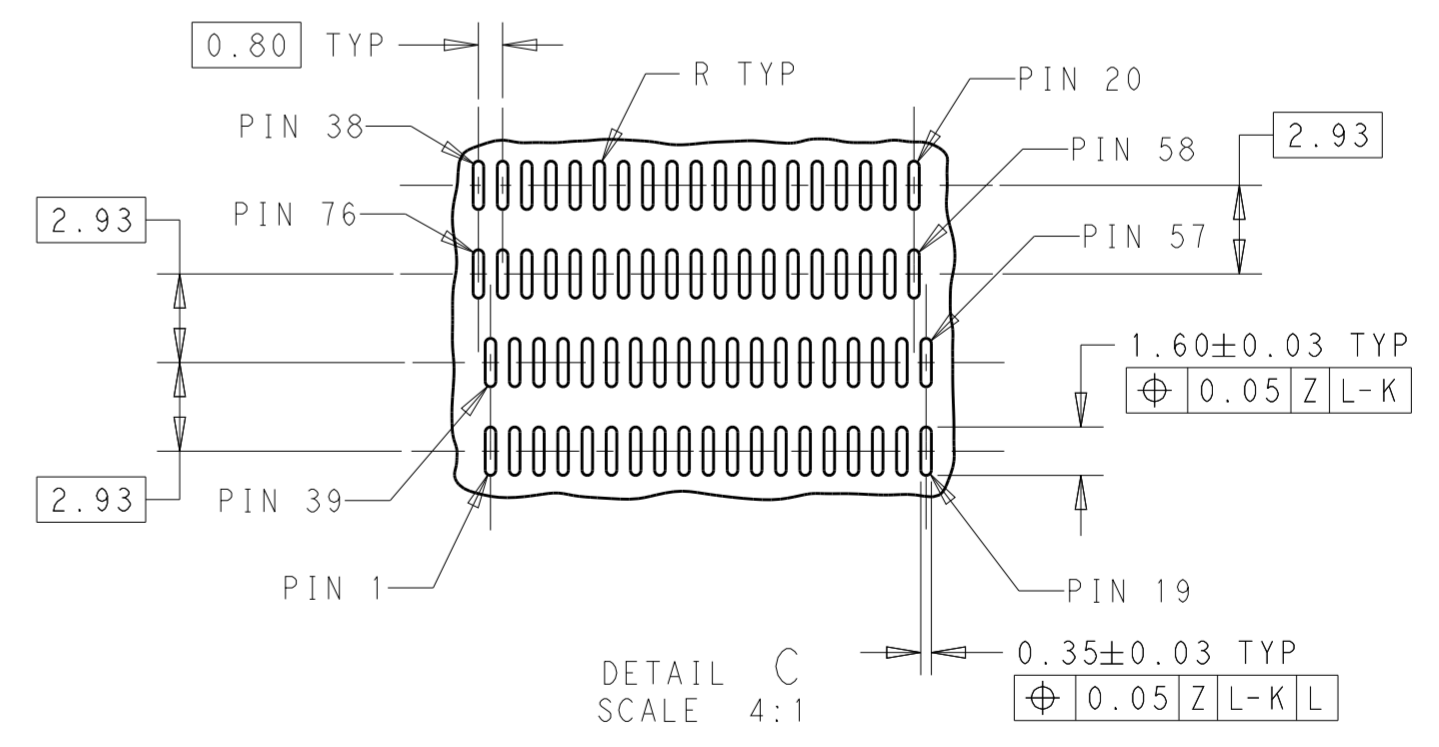 0.80 TYP
R TYP
PIN 20
PIN 38
PIN 58
2.93
PIN 76
2.93
PIN 57
1.60±0.03 TYP
⌖ 0.05 Z L-K
2.93
PIN 39
PIN 1
PIN 19
0.35±0.03 TYP
⌖ 0.05 Z L-K L
DETAIL C
SCALE 4:1